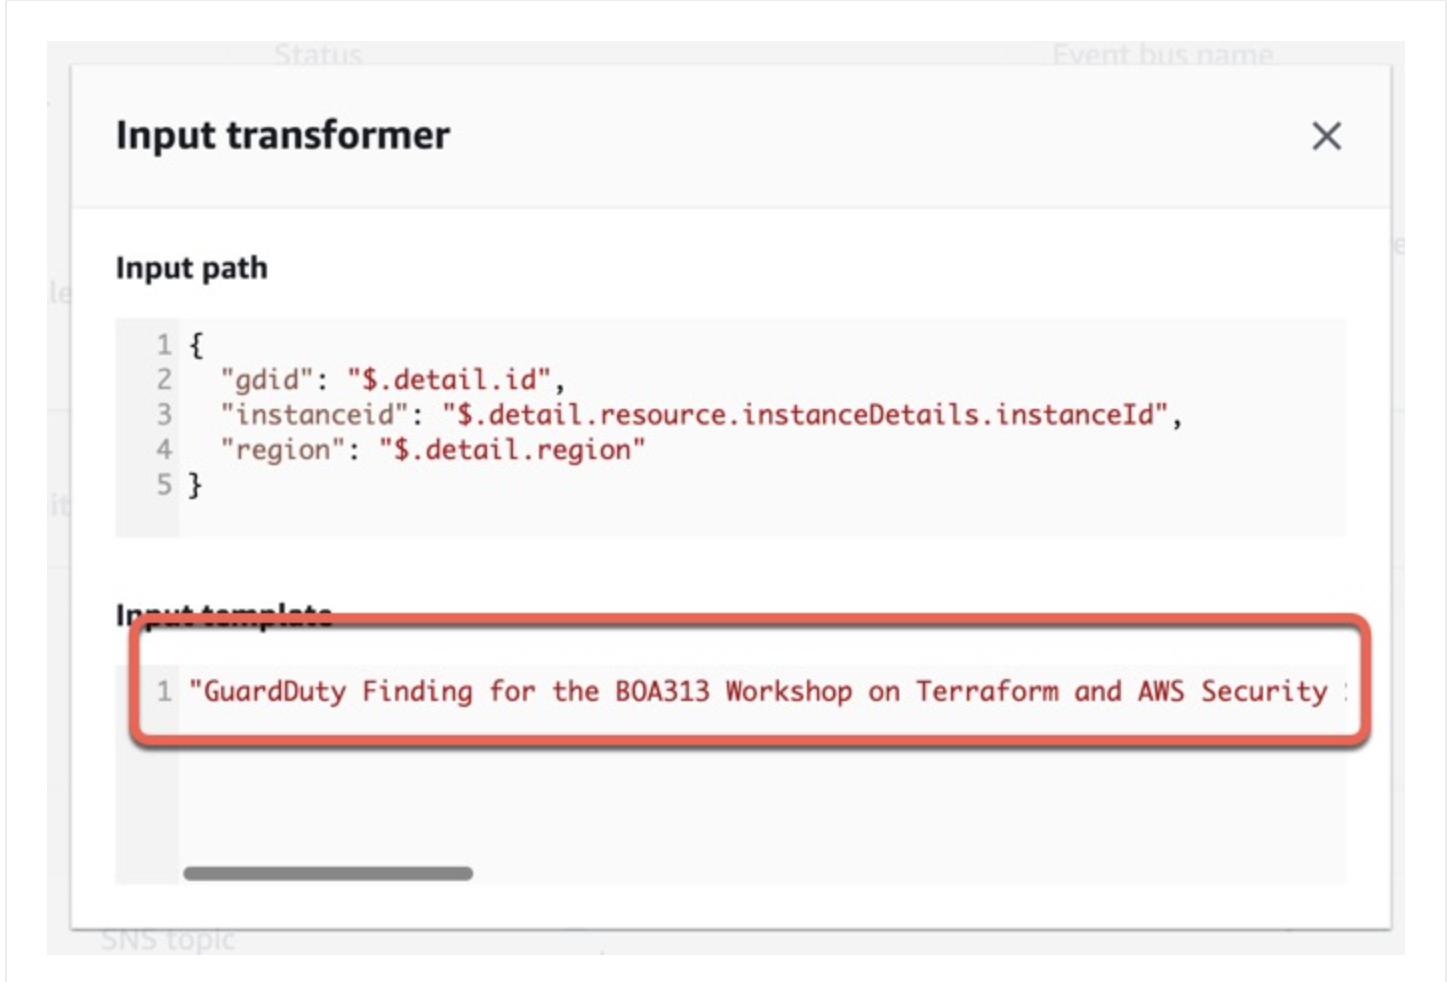 Status Event bus name
Input transformer
Input path
1 {
2 "gdid": "$.detail.id",
3 "instanceid": "$.detail.resource.instanceDetails.instanceId",
4 "region": "$.detail.region"
5 }
Input template
1 "GuardDuty Finding for the BOA313 Workshop on Terraform and AWS Security
SNS topic